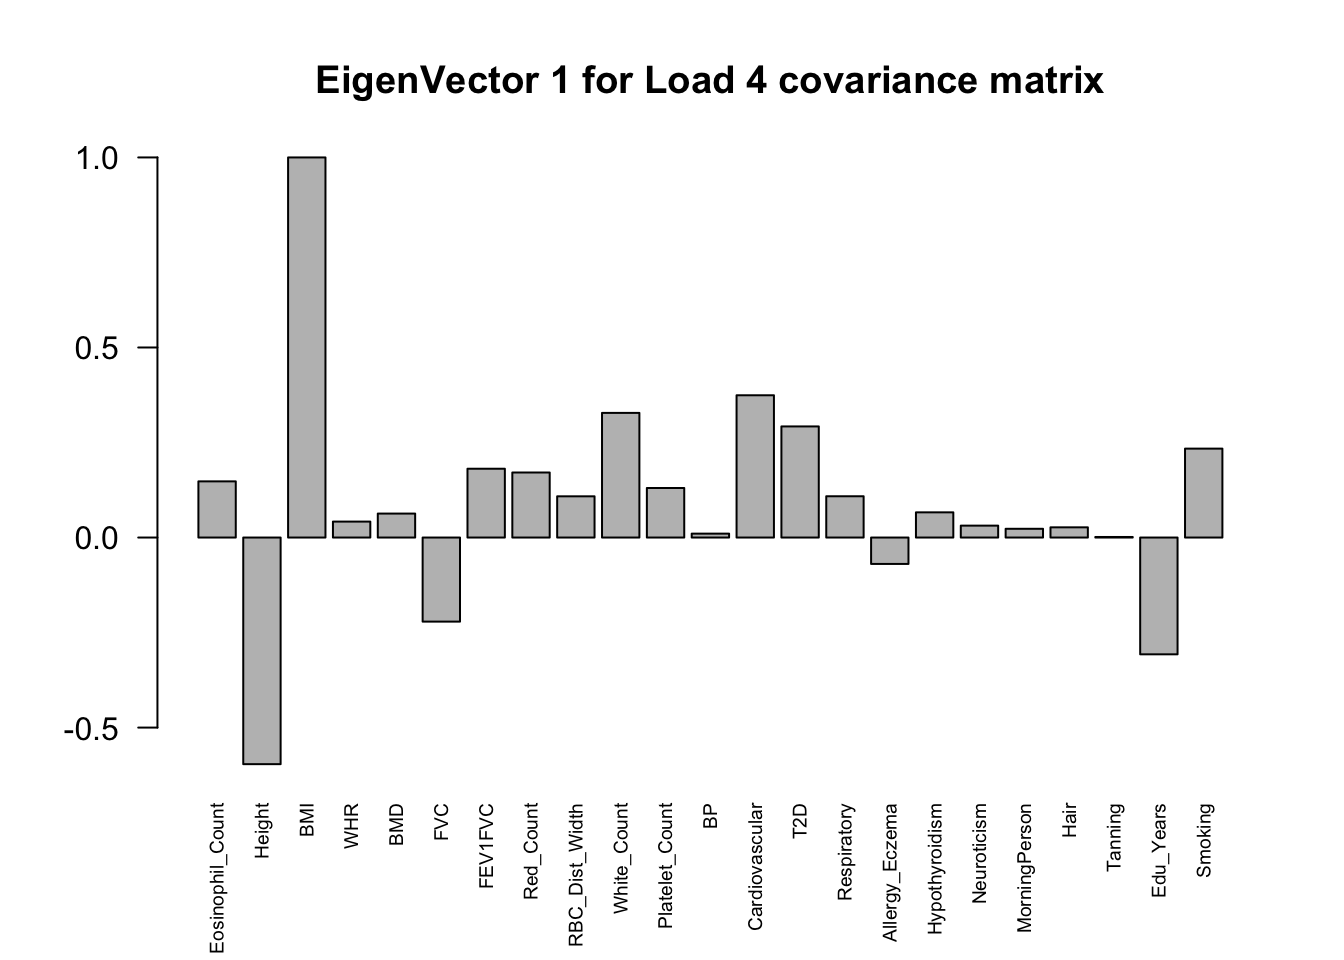 EigenVector 1 for Load 4 covariance matrix
1.0
0.5
0.0
-0.5
Eosinophil_Count
Height
BMI
WHR
BMD
FVC
FEV1FVC
Red_Count
RBC_Dist_Width
White_Count
Platelet_Count
BP
Cardiovascular
T2D
Respiratory
Allergy_Eczema
Hypothyroidism
Neuroticism
MorningPerson
Hair
Tanning
Edu_Years
Smoking